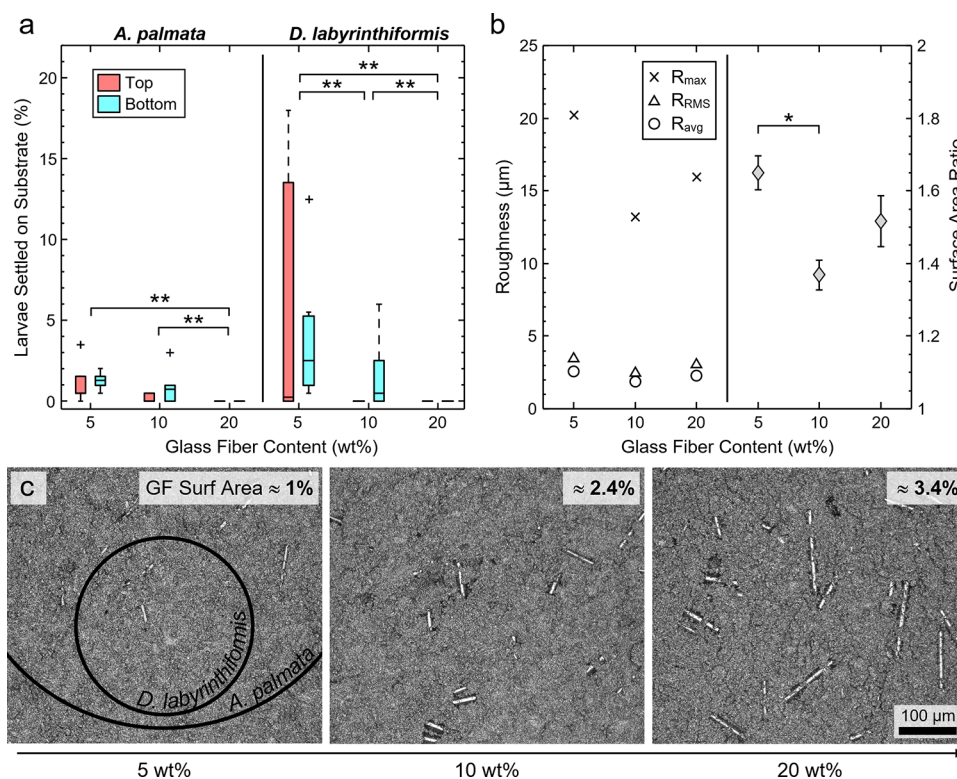 a
A. palmata
D. labyrinthiformis
20
15
10
5
0
Larvae Settled on Substrate (%)
Top
Bottom
**
**
**
**
**
5
10
20
5
10
20
Glass Fiber Content (wt%)
b
25
20
15
10
5
0
Roughness (μm)
R_max
R_RMS
R_avg
*
2
1.8
1.6
1.4
1.2
1
Surface Area Ratio
5
10
20
5
10
20
Glass Fiber Content (wt%)
c
GF Surf Area ≈ 1%
≈ 2.4%
≈ 3.4%
D. labyrinthiformis
A. palmata
100 μm
5 wt%
10 wt%
20 wt%